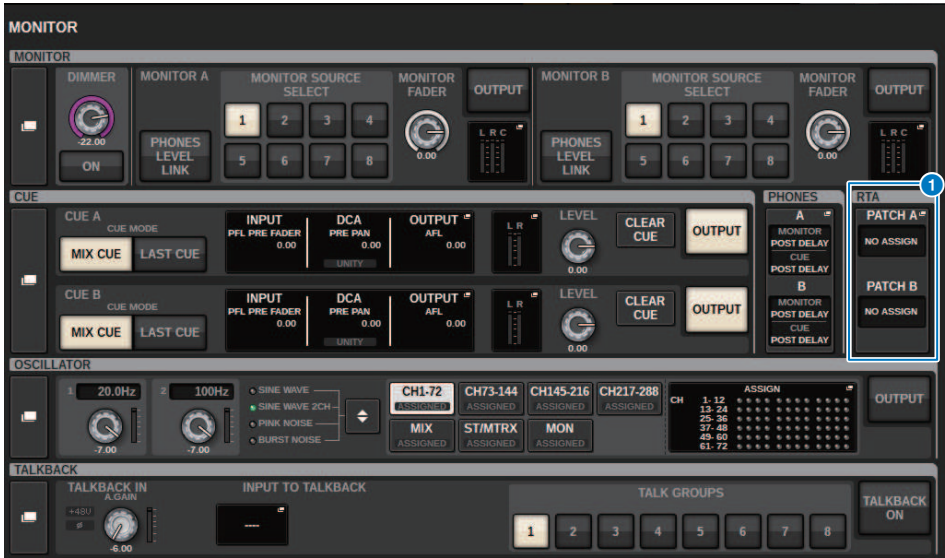 MONITOR
MONITOR
DIMMER
-22.00
ON
MONITOR A
PHONES
LEVEL
LINK
MONITOR SOURCE
SELECT
1 2 3 4
5 6 7 8
MONITOR
FADER
0.00
OUTPUT
L R C
MONITOR B
PHONES
LEVEL
LINK
MONITOR SOURCE
SELECT
1 2 3 4
5 6 7 8
MONITOR
FADER
0.00
OUTPUT
L R C
1
CUE
CUE A
CUE MODE
MIX CUE LAST CUE
INPUT
PFL PRE FADER
0.00
DCA
PRE PAN
0.00
UNITY
OUTPUT
AFL
0.00
L R
LEVEL
0.00
CLEAR
CUE
OUTPUT
CUE B
CUE MODE
MIX CUE LAST CUE
INPUT
PFL PRE FADER
0.00
DCA
PRE PAN
0.00
UNITY
OUTPUT
AFL
0.00
L R
LEVEL
0.00
CLEAR
CUE
OUTPUT
PHONES
A
MONITOR
POST DELAY
CUE
POST DELAY
B
MONITOR
POST DELAY
CUE
POST DELAY
RTA
PATCH A
NO ASSIGN
PATCH B
NO ASSIGN
OSCILLATOR
1 20.0Hz
-7.00
2 100Hz
-7.00
SINE WAVE
SINE WAVE 2CH
PINK NOISE
BURST NOISE
CH1-72
ASSIGNED
CH73-144
ASSIGNED
CH145-216
ASSIGNED
CH217-288
ASSIGNED
MIX
ASSIGNED
ST/MTRX
ASSIGNED
MON
ASSIGNED
ASSIGN
CH 1- 12
13- 24
25- 36
37- 48
49- 60
61- 72
OUTPUT
TALKBACK
TALKBACK IN
A.GAIN
+48V
ø
-6.00
INPUT TO TALKBACK
----
TALK GROUPS
1 2 3 4 5 6 7 8
TALKBACK
ON